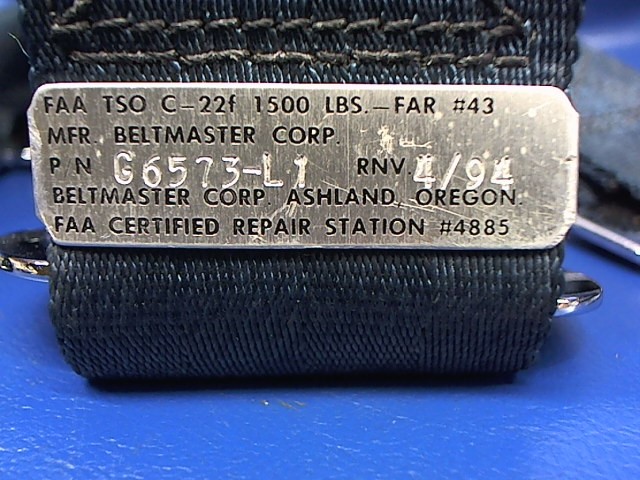 FAA TSO C-22f 1500 LBS.-FAR #43
MFR. BELTMASTER CORP.
P N G6573-L1 RNV. 4/94
BELTMASTER CORP. ASHLAND, OREGON.
FAA CERTIFIED REPAIR STATION #4885